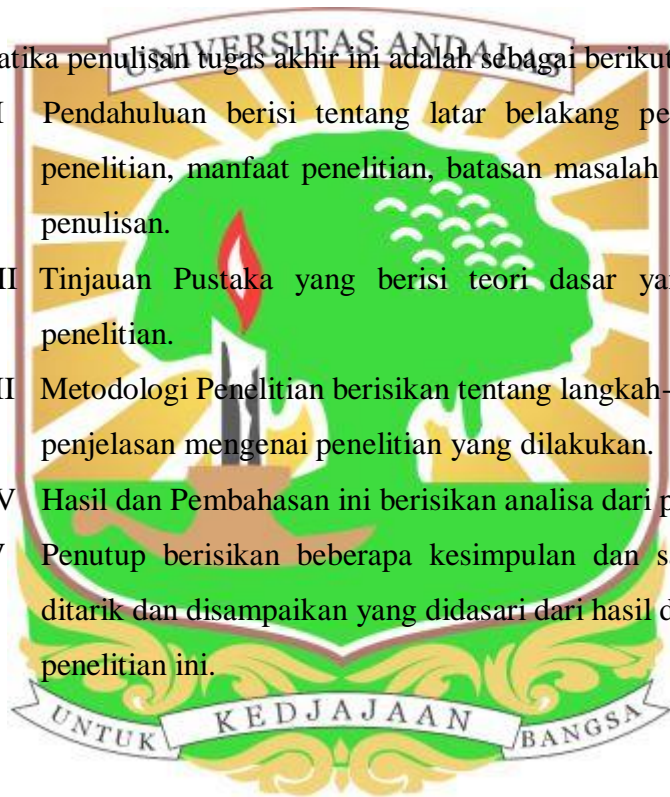 UNIVERSITAS ANDALAS
atika penulisan tugas akhir ini adalah sebagai berikut
I Pendahuluan berisi tentang latar belakang pe
penelitian, manfaat penelitian, batasan masalah
penulisan.
II Tinjauan Pustaka yang berisi teori dasar ya
penelitian.
II Metodologi Penelitian berisikan tentang langkah-
penjelasan mengenai penelitian yang dilakukan.
V Hasil dan Pembahasan ini berisikan analisa dari p
V Penutup berisikan beberapa kesimpulan dan s
ditarik dan disampaikan yang didasari dari hasil d
penelitian ini.
UNTUK KEDJAJAAN BANGSA